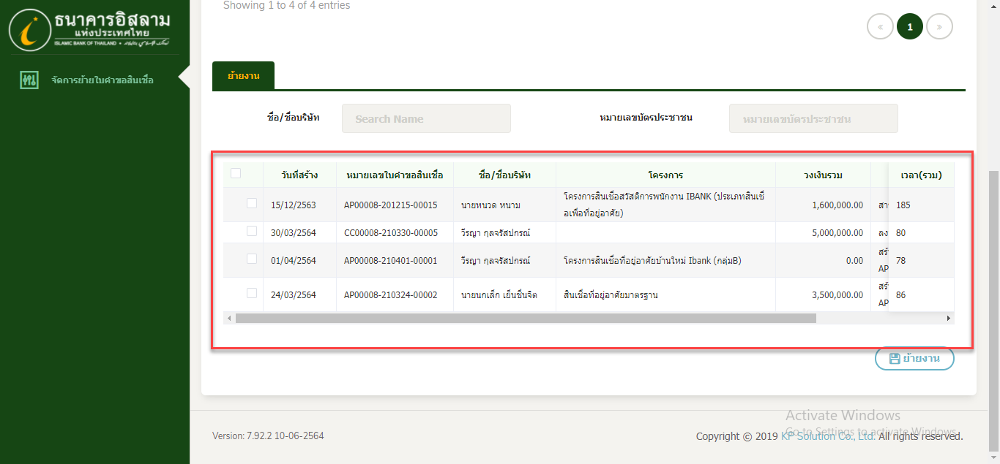 Showing 1 to 4 of 4 entries
ธนาคารอิสลาม
แห่งประเทศไทย
ISLAMIC BANK OF THAILAND
« 1 »
จัดการย้ายใบคำขอสินเชื่อ
ย้ายงาน
ชื่อ/ชื่อบริษัท Search Name หมายเลขบัตรประชาชน หมายเลขบัตรประชาชน
วันที่สร้าง หมายเลขใบคำขอสินเชื่อ ชื่อ/ชื่อบริษัท โครงการ วงเงินรวม เวลา(รวม)
15/12/2563 AP00008-201215-00015 นายหนวด หนาม โครงการสินเชื่อสวัสดิการพนักงาน IBANK (ประเภทสินเชื่
อเพื่อที่อยู่อาศัย) 1,600,000.00 สา 185
30/03/2564 CC00008-210330-00005 วีรญา กุลจรัสปกรณ์ 5,000,000.00 ลง 80
01/04/2564 AP00008-210401-00001 วีรญา กุลจรัสปกรณ์ โครงการสินเชื่อที่อยู่อาศัยบ้านใหม่ Ibank (กลุ่มB) 0.00 สร้
AP 78
24/03/2564 AP00008-210324-00002 นายนกเล็ก เย็นชื่นจิต สินเชื่อที่อยู่อาศัยมาตรฐาน 3,500,000.00 สร้
AP 86
ย้ายงาน
Activate Windows
Go to Settings to activate Windows.
Version: 7.92.2 10-06-2564 Copyright © 2019 KP Solution Co., Ltd. All rights reserved.